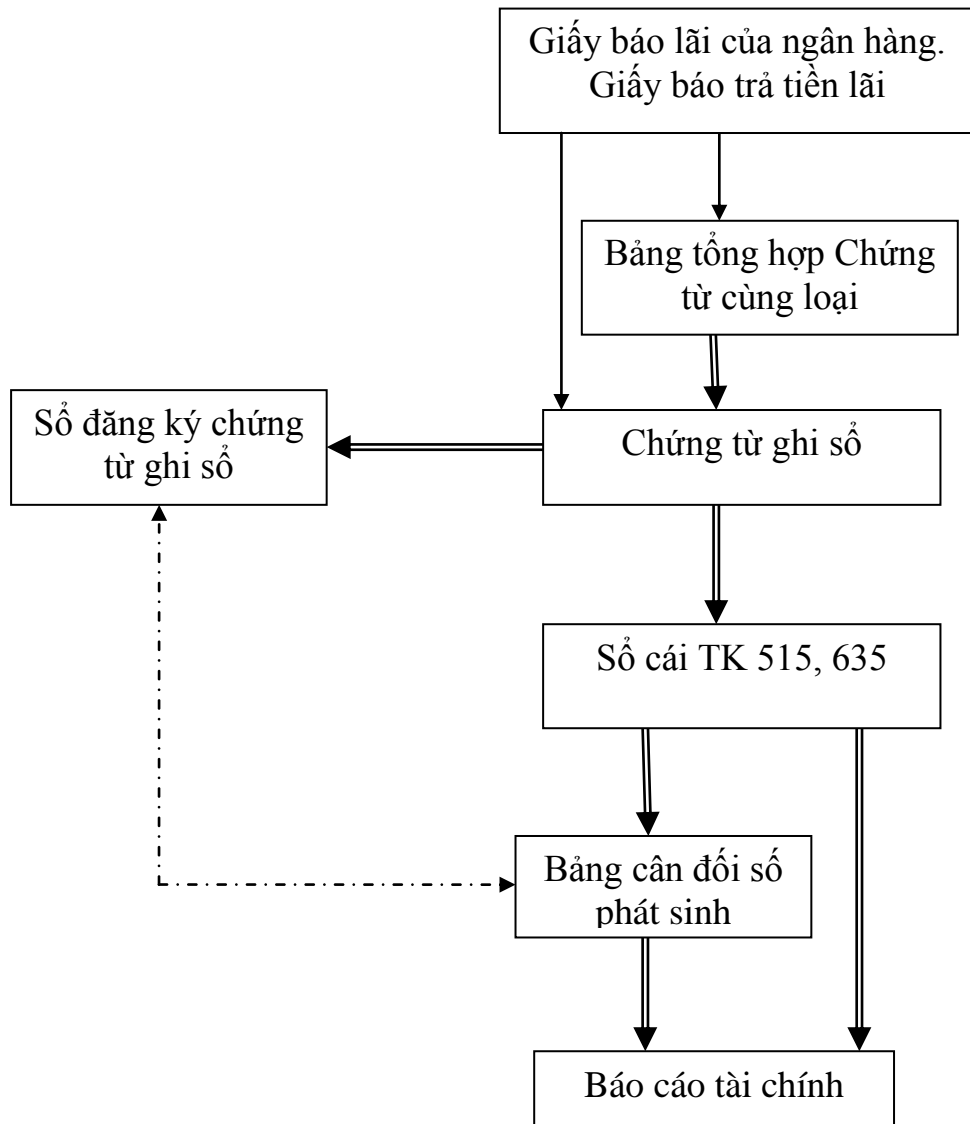 Giấy báo lãi của ngân hàng.
Giấy báo trả tiền lãi
Bảng tổng hợp Chứng
từ cùng loại
Sổ đăng ký chứng
từ ghi sổ
Chứng từ ghi sổ
Sổ cái TK 515, 635
Bảng cân đối số
phát sinh
Báo cáo tài chính